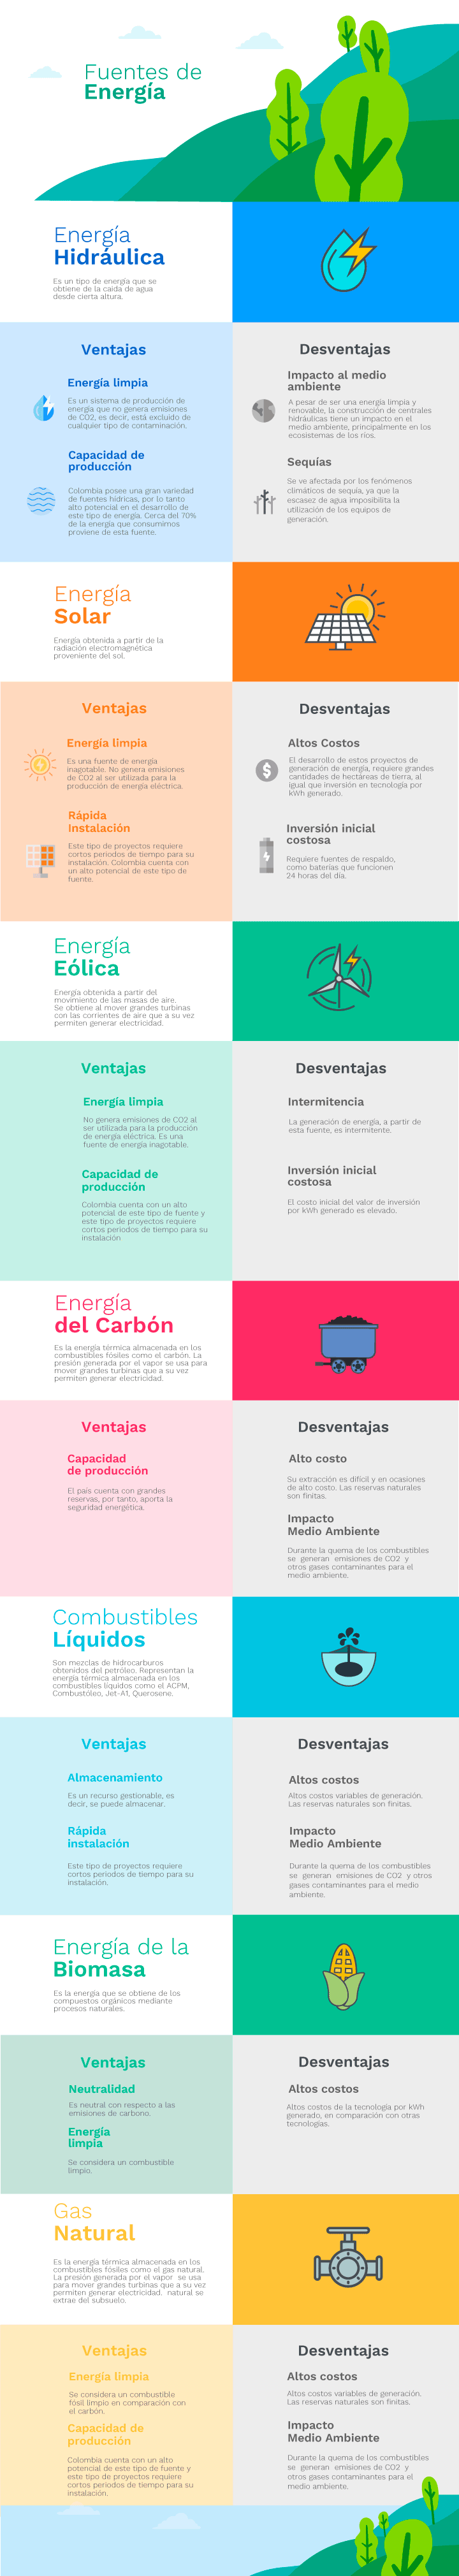 Fuentes de
Energía
Energía
Hidráulica
Es un tipo de energía que se
obtiene de la caída de agua
desde cierta altura.
Ventajas
Energía limpia
Es un sistema de producción de
energía que no genera emisiones
de CO2, es decir, está excluido de
cualquier tipo de contaminación.
Capacidad de
producción
Colombia posee una gran variedad
de fuentes hídricas, por lo tanto
alto potencial en el desarrollo de
este tipo de energía. Cerca del 70%
de la energía que consumimos
proviene de esta fuente.
Desventajas
Impacto al medio
ambiente
A pesar de ser una energía limpia y
renovable, la construcción de centrales
hidráulicas tiene un impacto en el
medio ambiente, principalmente en los
ecosistemas de los ríos.
Sequías
Se ve afectada por los fenómenos
climáticos de sequía, ya que la
escasez de agua imposibilita la
utilización de los equipos de
generación.
Energía
Solar
Energía obtenida a partir de la
radiación electromagnética
proveniente del sol.
Ventajas
Energía limpia
Es una fuente de energía
inagotable. No genera emisiones
de CO2 al ser utilizada para la
producción de energía eléctrica.
Rápida
Instalación
Este tipo de proyectos requiere
cortos periodos de tiempo para su
instalación. Colombia cuenta con
un alto potencial de este tipo de
fuente.
Desventajas
Altos Costos
El desarrollo de estos proyectos de
generación de energía, requiere grandes
cantidades de hectáreas de tierra, al
igual que inversión en tecnología por
kWh generado.
Inversión inicial
costosa
Requiere fuentes de respaldo,
como baterías que funcionen
24 horas del día.
Energía
Eólica
Energía obtenida a partir del
movimiento de las masas de aire.
Se obtiene al mover grandes turbinas
con las corrientes de aire que a su vez
permiten generar electricidad.
Ventajas
Energía limpia
No genera emisiones de CO2 al
ser utilizada para la producción
de energía eléctrica. Es una
fuente de energía inagotable.
Capacidad de
producción
Colombia cuenta con un alto
potencial de este tipo de fuente y
este tipo de proyectos requiere
cortos periodos de tiempo para su
instalación
Desventajas
Intermitencia
La generación de energía, a partir de
esta fuente, es intermitente.
Inversión inicial
costosa
El costo inicial del valor de inversión
por kWh generado es elevado.
Energía
del Carbón
Es la energía térmica almacenada en los
combustibles fósiles como el carbón. La
presión generada por el vapor se usa para
mover grandes turbinas que a su vez
permiten generar electricidad.
Ventajas
Capacidad
de producción
El país cuenta con grandes
reservas, por tanto, aporta la
seguridad energética.
Desventajas
Alto costo
Su extracción es difícil y en ocasiones
de alto costo. Las reservas naturales
son finitas.
Impacto
Medio Ambiente
Durante la quema de los combustibles
se generan emisiones de CO2 y
otros gases contaminantes para el
medio ambiente.
Combustibles
Líquidos
Son mezclas de hidrocarburos
obtenidos del petróleo. Representan la
energía térmica almacenada en los
combustibles líquidos como el ACPM,
Combustóleo, Jet-A1, Querosene.
Ventajas
Almacenamiento
Es un recurso gestionable, es
decir, se puede almacenar.
Rápida
instalación
Este tipo de proyectos requiere
cortos periodos de tiempo para su
instalación.
Desventajas
Altos costos
Altos costos variables de generación.
Las reservas naturales son finitas.
Impacto
Medio Ambiente
Durante la quema de los combustibles
se generan emisiones de CO2 y otros
gases contaminantes para el medio
ambiente.
Energía de la
Biomasa
Es la energía que se obtiene de los
compuestos orgánicos mediante
procesos naturales.
Ventajas
Neutralidad
Es neutral con respecto a las
emisiones de carbono.
Energía
limpia
Se considera un combustible
limpio.
Desventajas
Altos costos
Altos costos de la tecnología por kWh
generado, en comparación con otras
tecnologías.
Gas
Natural
Es la energía térmica almacenada en los
combustibles fósiles como el gas natural.
La presión generada por el vapor se usa
para mover grandes turbinas que a su vez
permiten generar electricidad. natural se
extrae del subsuelo.
Ventajas
Energía limpia
Se considera un combustible
fósil limpio en comparación con
el carbón.
Capacidad de
producción
Colombia cuenta con un alto
potencial de este tipo de fuente y
este tipo de proyectos requiere
cortos periodos de tiempo para su
instalación.
Desventajas
Altos costos
Altos costos variables de generación.
Las reservas naturales son finitas.
Impacto
Medio Ambiente
Durante la quema de los combustibles
se generan emisiones de CO2 y
otros gases contaminantes para el
medio ambiente.